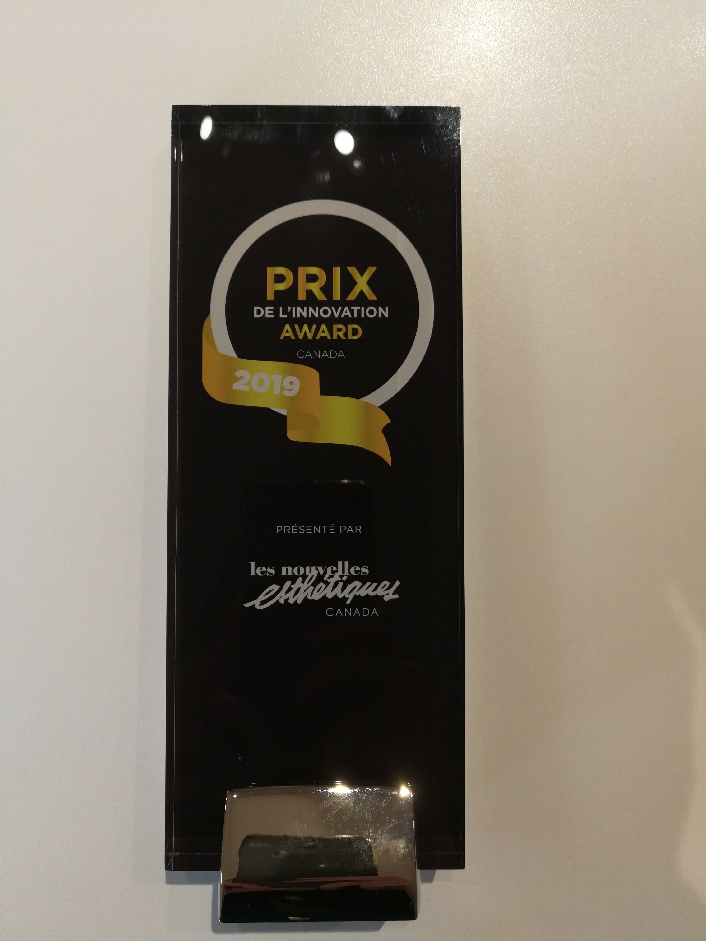 PRIX
DE L'INNOVATION
AWARD
CANADA
2019
PRÉSENTÉ PAR
les nouvelles
esthétiques
CANADA